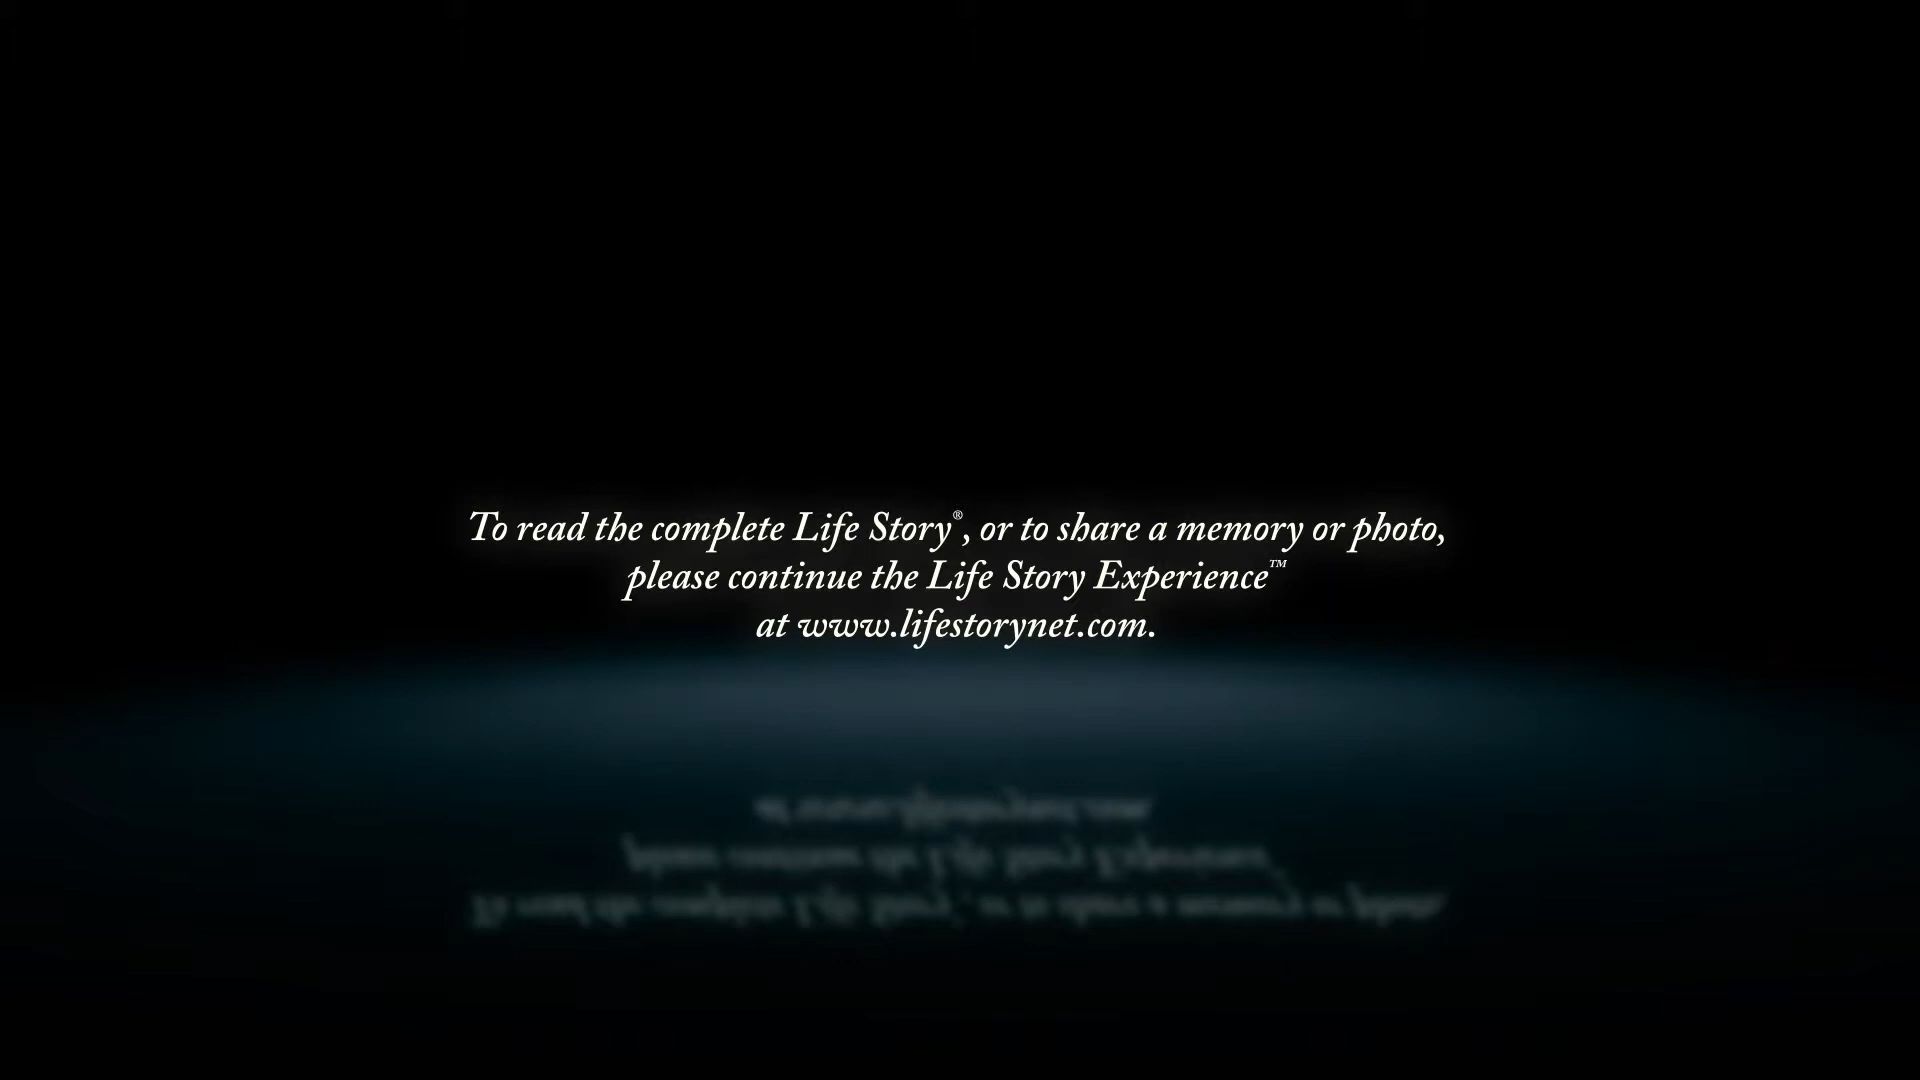 To read the complete Life Story®, or to share a memory or photo,
please continue the Life Story Experience™
at www.lifestorynet.com.